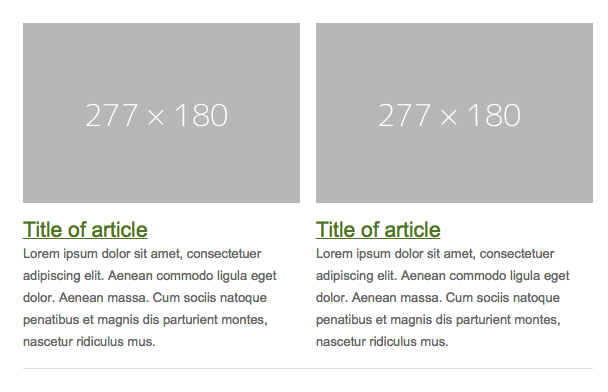 277 × 180
277 × 180
Title of article
Lorem ipsum dolor sit amet, consectetuer
adipiscing elit. Aenean commodo ligula eget
dolor. Aenean massa. Cum sociis natoque
penatibus et magnis dis parturient montes,
nascetur ridiculus mus.
Title of article
Lorem ipsum dolor sit amet, consectetuer
adipiscing elit. Aenean commodo ligula eget
dolor. Aenean massa. Cum sociis natoque
penatibus et magnis dis parturient montes,
nascetur ridiculus mus.